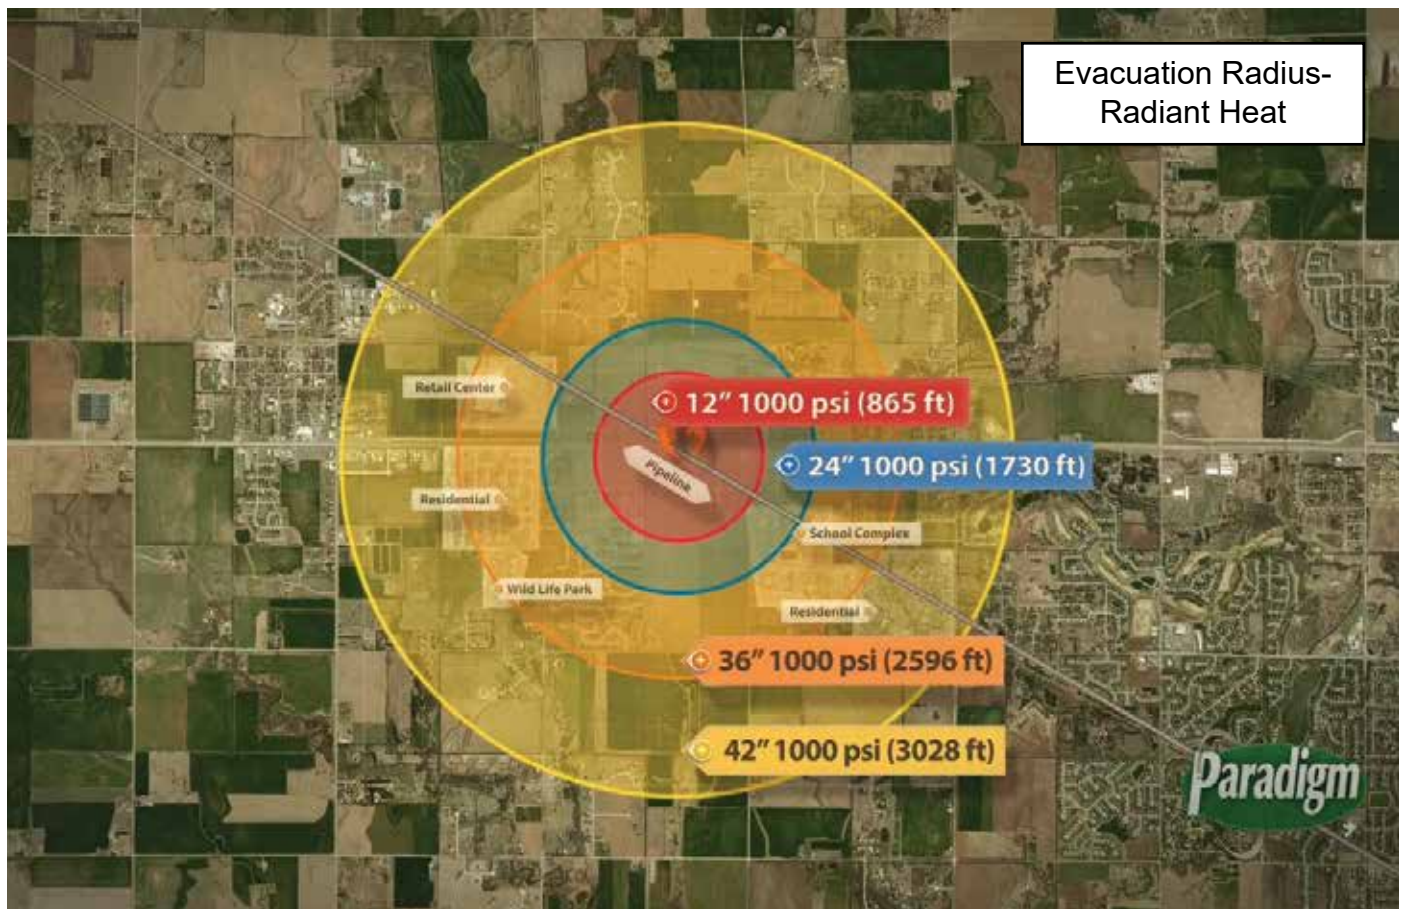 Evacuation Radius-
Radiant Heat
Retail Center
12” 1000 psi (865 ft)
24” 1000 psi (1730 ft)
Pipeline
Residential
School Complex
Wild Life Park
Residential
36” 1000 psi (2596 ft)
42” 1000 psi (3028 ft)
Paradigm